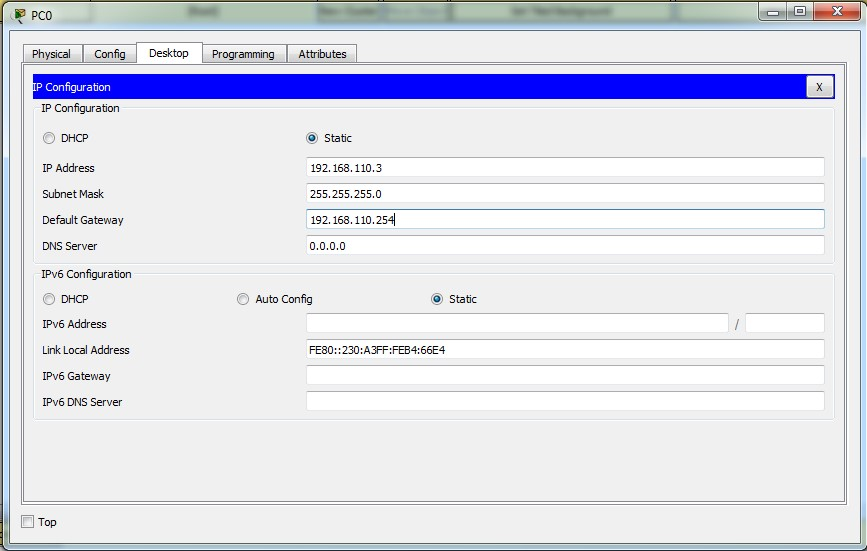 PC0
Physical Config Desktop Programming Attributes
IP Configuration X
IP Configuration
DHCP Static
IP Address 192.168.110.3
Subnet Mask 255.255.255.0
Default Gateway 192.168.110.254
DNS Server 0.0.0.0
IPv6 Configuration
DHCP Auto Config Static
IPv6 Address /
Link Local Address FE80::230:A3FF:FEB4:66E4
IPv6 Gateway
IPv6 DNS Server
Top